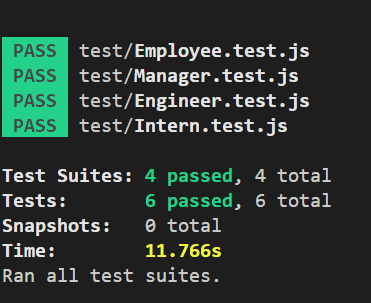 PASS test/Employee.test.js
PASS test/Manager.test.js
PASS test/Engineer.test.js
PASS test/Intern.test.js
Test Suites: 4 passed, 4 total
Tests: 6 passed, 6 total
Snapshots: 0 total
Time: 11.766s
Ran all test suites.